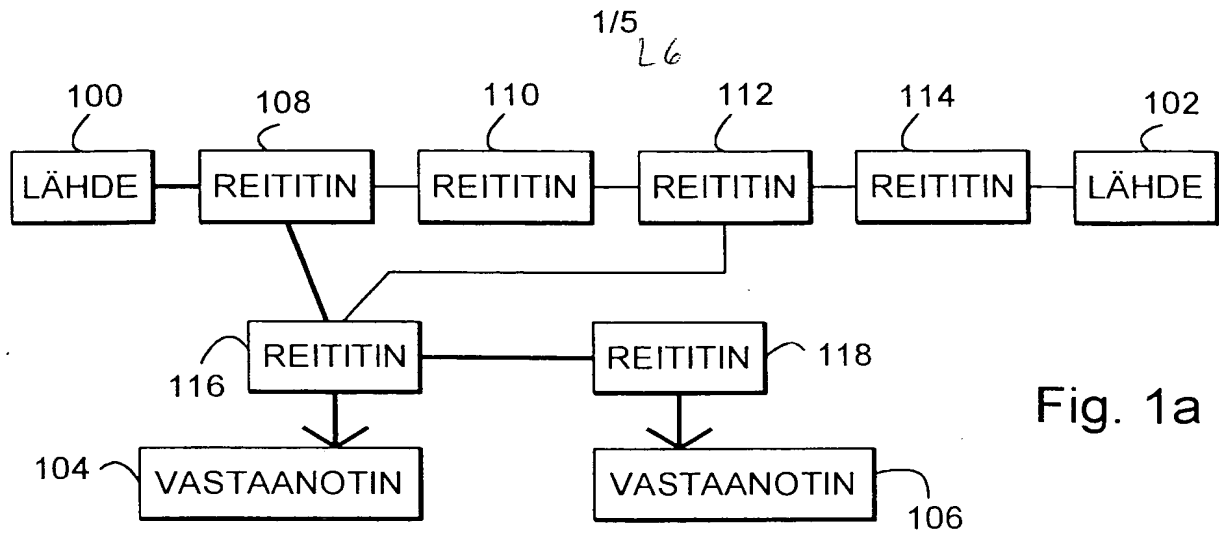 1/5
L6
100
108
110
112
114
102
LÄHDE
REITITIN
REITITIN
REITITIN
REITITIN
LÄHDE
116
REITITIN
REITITIN
118
Fig. 1a
104
VASTAANOTIN
VASTAANOTIN
106